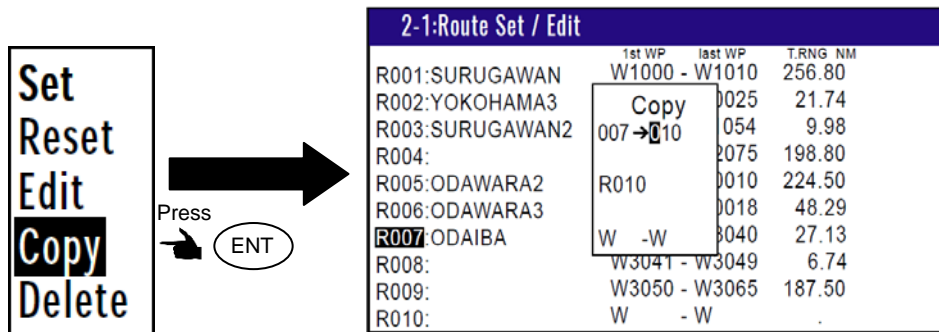 Set
Reset
Edit
Copy
Delete
Press
ENT
2-1:Route Set / Edit
1st WP last WP T.RNG NM
R001:SURUGAWAN W1000 - W1010 256.80
R002:YOKOHAMA3 0025 21.74
R003:SURUGAWAN2 054 9.98
R004: 2075 198.80
R005:ODAWARA2 0010 224.50
R006:ODAWARA3 0018 48.29
R007:ODAIBA 3040 27.13
R008: W3041 - W3049 6.74
R009: W3050 - W3065 187.50
R010: W - W .
Copy
007→010
R010
W -W